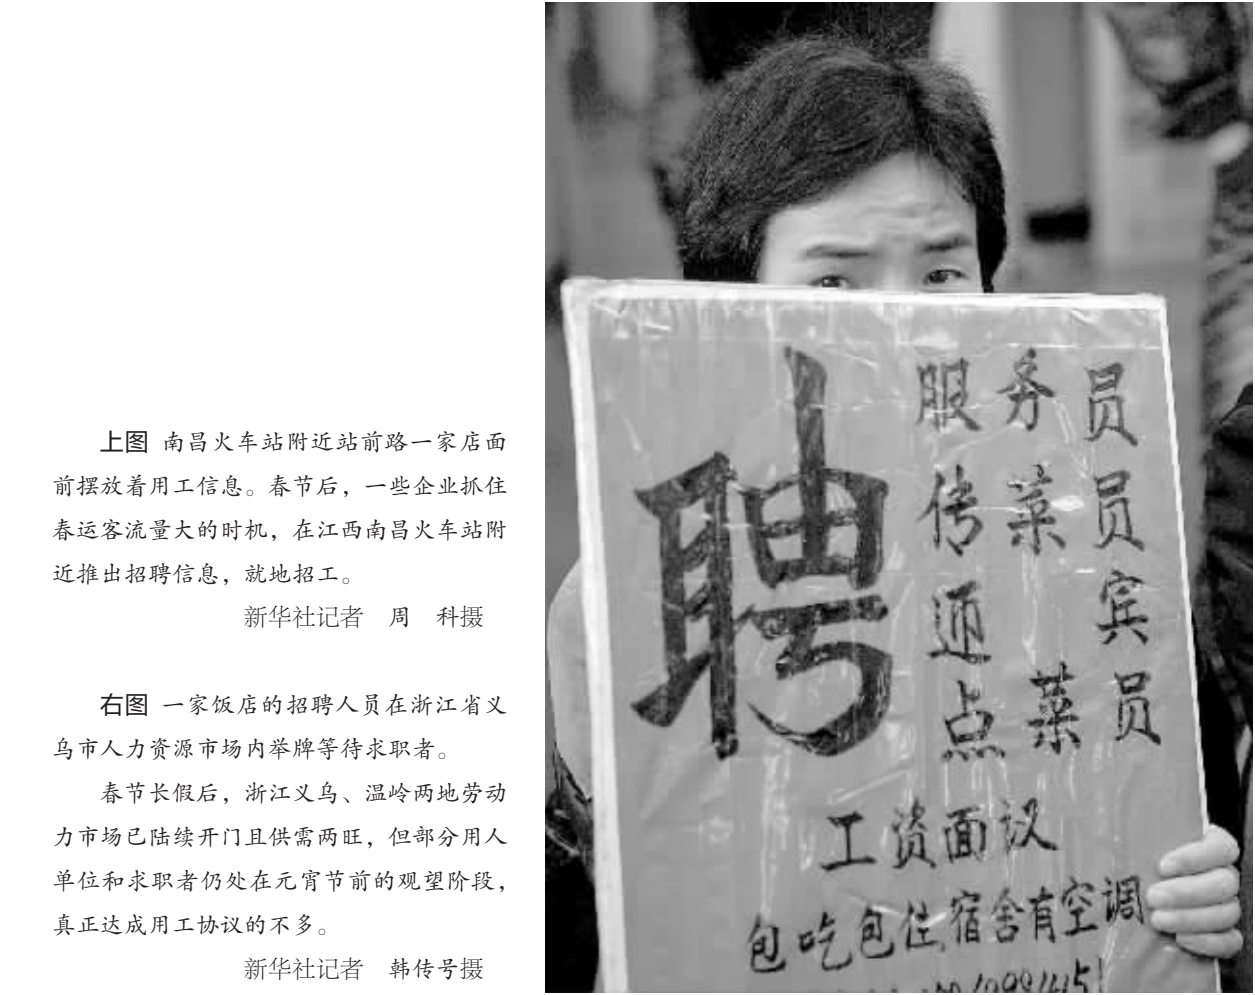 上图 南昌火车站附近站前路一家店面
前摆放着用工信息。春节后，一些企业抓住
春运客流量大的时机，在江西南昌火车站附
近推出招聘信息，就地招工。
新华社记者 周 科摄
右图 一家饭店的招聘人员在浙江省义
乌市人力资源市场内举牌等待求职者。
春节长假后，浙江义乌、温岭两地劳动
力市场已陆续开门且供需两旺，但部分用人
单位和求职者仍处在元宵节前的观望阶段，
真正达成用工协议的不多。
新华社记者 韩传号摄
聘
服务员
传菜员
迊宾
点菜员
工资面议
包吃包住宿舍有空调